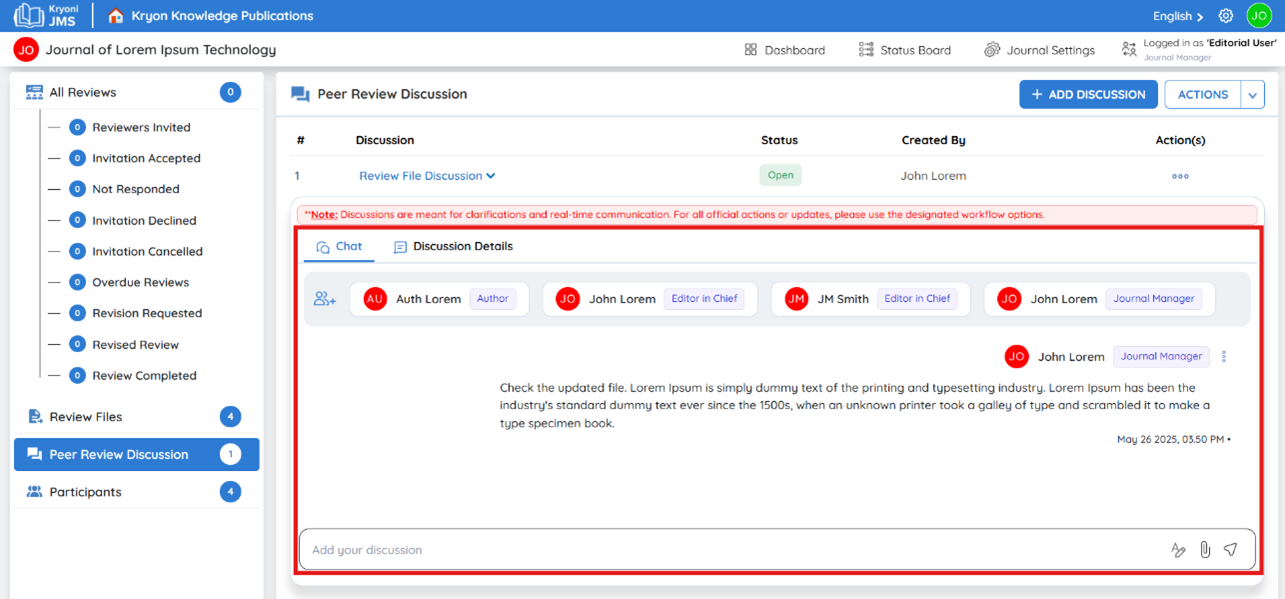 Kryoni
JMS
Kryon Knowledge Publications
English
JO
JO
Journal of Lorem Ipsum Technology
Dashboard
Status Board
Journal Settings
Logged in as 'Editorial User'
Journal Manager
All Reviews
0
0 Reviewers Invited
0 Invitation Accepted
0 Not Responded
0 Invitation Declined
0 Invitation Cancelled
0 Overdue Reviews
0 Revision Requested
0 Revised Review
0 Review Completed
Review Files
4
Peer Review Discussion
1
Participants
4
Peer Review Discussion
+ ADD DISCUSSION
ACTIONS
# Discussion Status Created By Action(s)
1 Review File Discussion Open John Lorem
**Note: Discussions are meant for clarifications and real-time communication. For all official actions or updates, please use the designated workflow options.
Chat
Discussion Details
AU Auth Lorem Author
JO John Lorem Editor in Chief
JM JM Smith Editor in Chief
JO John Lorem Journal Manager
JO John Lorem Journal Manager
Check the updated file. Lorem Ipsum is simply dummy text of the printing and typesetting industry. Lorem Ipsum has been the
industry's standard dummy text ever since the 1500s, when an unknown printer took a galley of type and scrambled it to make a
type specimen book.
May 26 2025, 03.50 PM •
Add your discussion